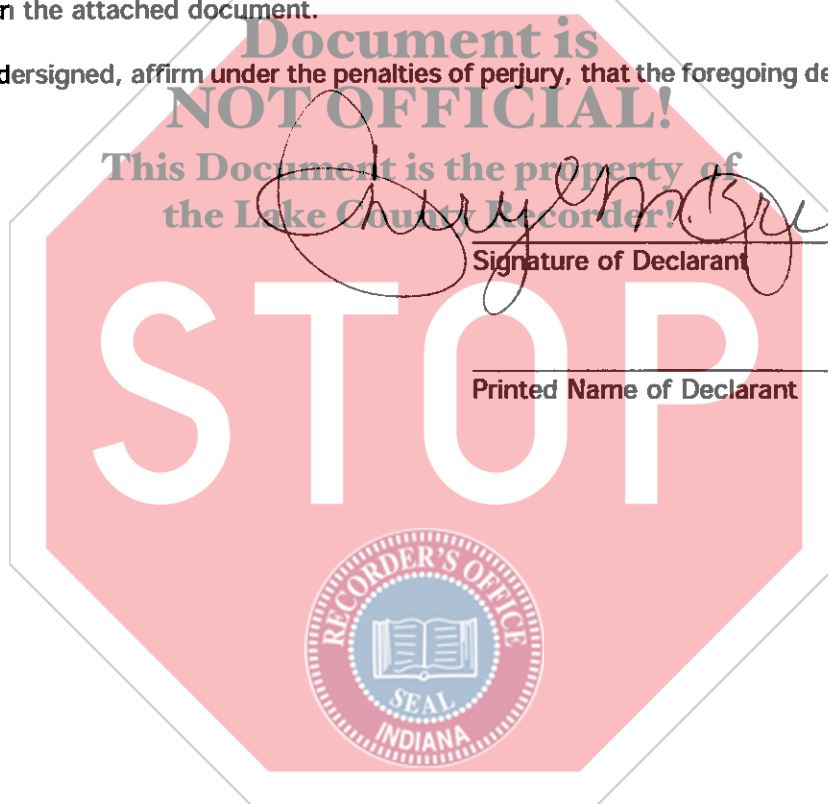 n the attached document.
Document is
dersigned, affirm under the penalties of perjury, that the foregoing de
NOT OFFICIAL!
This Document is the property of
the Lake County Recorder!
Signature of Declarant
STOP
Printed Name of Declarant
RECORDER'S OFFICE
SEAL
INDIANA